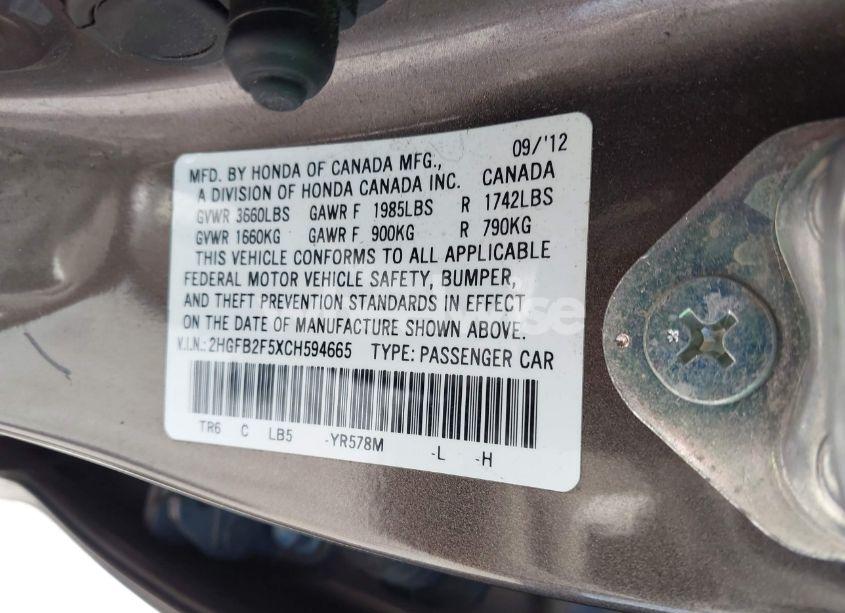 MFD. BY HONDA OF CANADA MFG., 09/'12
A DIVISION OF HONDA CANADA INC. CANADA
GVWR 3660LBS GAWR F 1985LBS R 1742LBS
GVWR 1660KG GAWR F 900KG R 790KG
THIS VEHICLE CONFORMS TO ALL APPLICABLE
FEDERAL MOTOR VEHICLE SAFETY, BUMPER,
AND THEFT PREVENTION STANDARDS IN EFFECT
ON THE DATE OF MANUFACTURE SHOWN ABOVE.
V.I.N.: 2HGFB2F5XCH594665 TYPE: PASSENGER CAR
TR6 C LB5 -YR578M -L -H